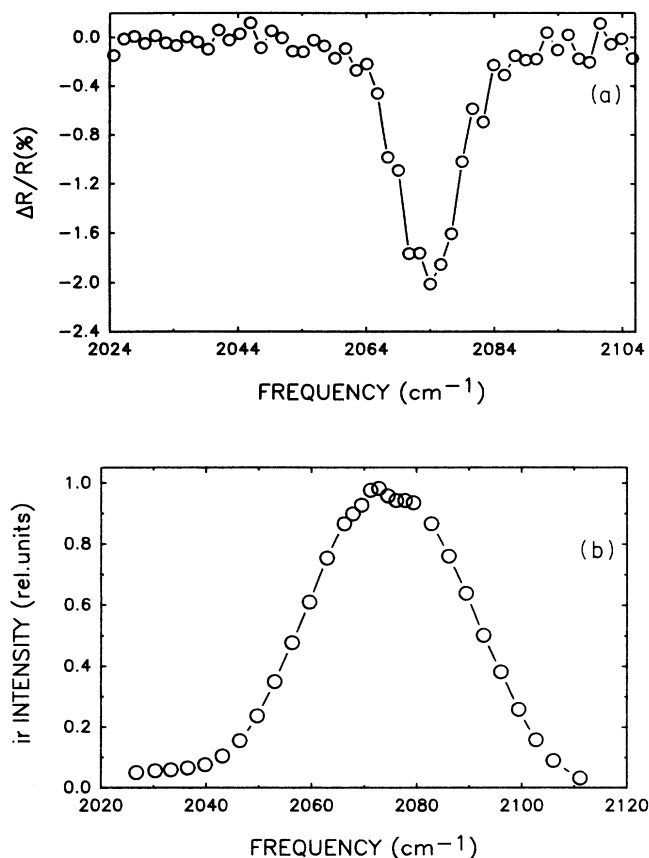 0.0
−0.4
−0.8
−1.2
−1.6
−2.0
−2.4
ΔR/R(%)
(a)
2024 2044 2064 2084 2104
FREQUENCY (cm⁻¹)
1.0
0.8
0.6
0.4
0.2
0.0
ir INTENSITY (rel.units)
(b)
2020 2040 2060 2080 2100 2120
FREQUENCY (cm⁻¹)